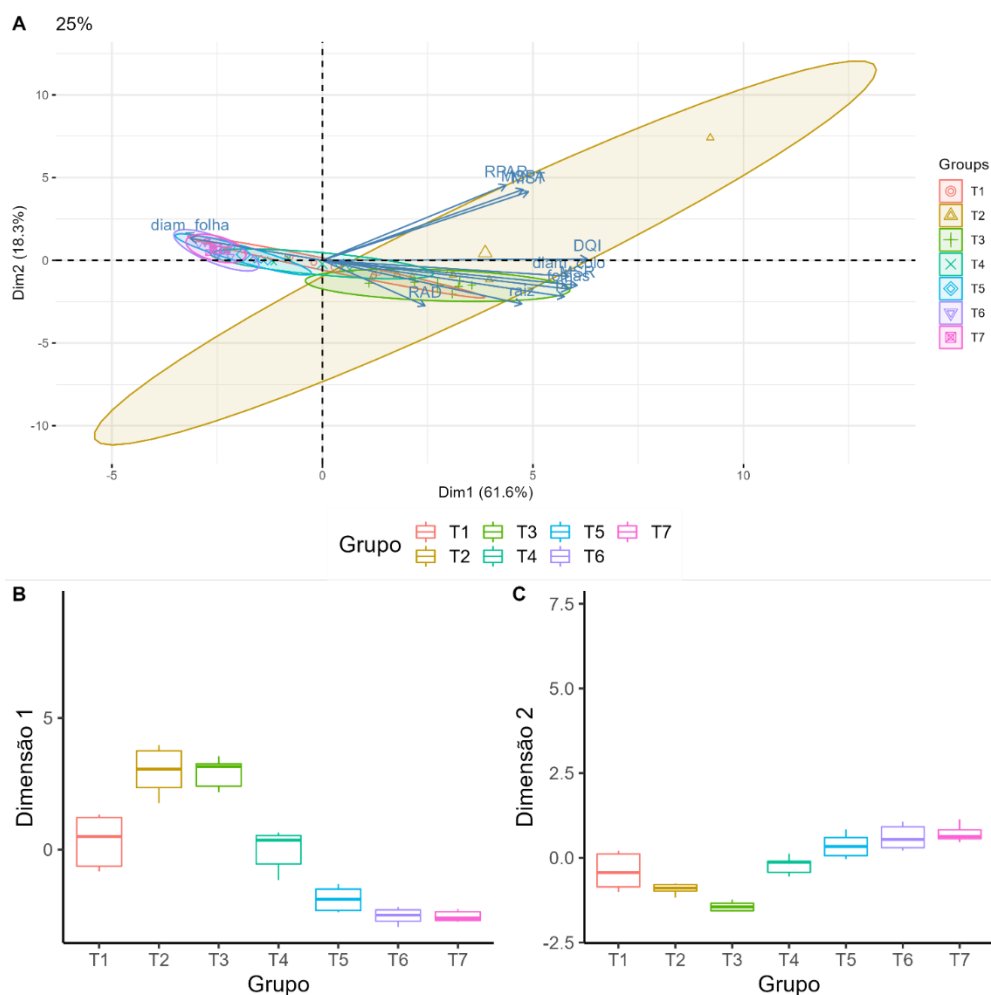 A 25%
10
5
0
-5
-10
Dim2 (18.3%)
RPAR
diam_folha
DQI
RAD
raiz
-5
0
5
10
Dim1 (61.6%)
Groups
T1
T2
T3
T4
T5
T6
T7
Grupo T1 T3 T5 T7
T2 T4 T6
B
Dimensão 1
5
0
T1 T2 T3 T4 T5 T6 T7
Grupo
C
Dimensão 2
7.5
5.0
2.5
0.0
-2.5
T1 T2 T3 T4 T5 T6 T7
Grupo